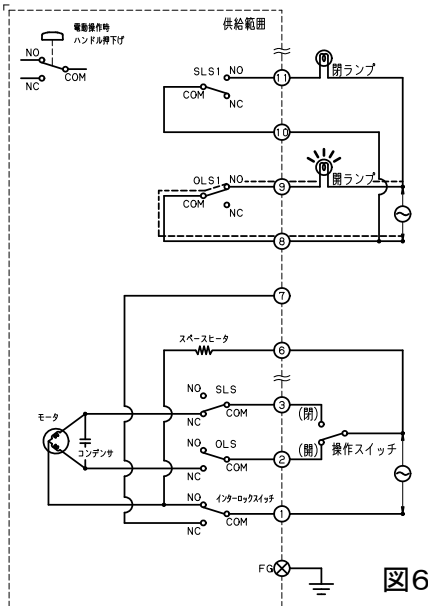 供給範囲
電動操作時
ハンドル押下げ
NO
COM
NC
SLS1 NO
COM
NC
11
閉ランプ
10
OLS1 NO
COM
NC
9
開ランプ
8
7
スペースヒータ
6
NO SLS
COM
NC
3
(閉)
モータ
コンデンサ
NO OLS
COM
NC
2
(開)
操作スイッチ
NO インターロックスイッチ
COM
NC
1
FG
図6